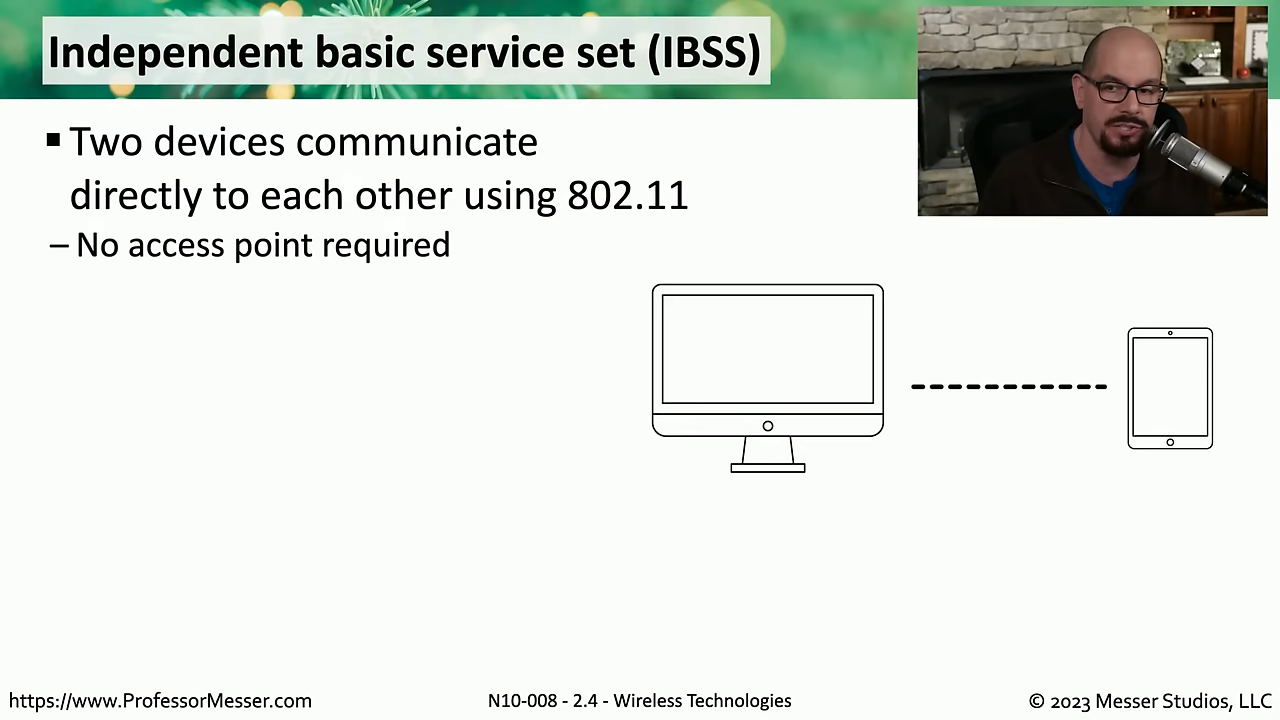 Independent basic service set (IBSS)
▪ Two devices communicate
directly to each other using 802.11
– No access point required
https://www.ProfessorMesser.com
N10-008 - 2.4 - Wireless Technologies
© 2023 Messer Studios, LLC